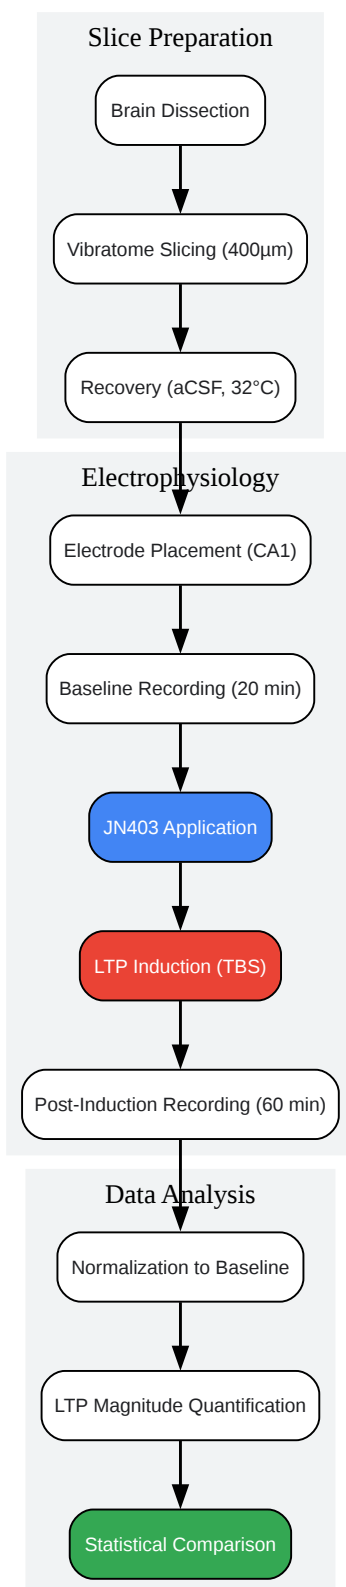 Slice Preparation
Brain Dissection
Vibratome Slicing (400µm)
Recovery (aCSF, 32°C)
Electrophysiology
Electrode Placement (CA1)
Baseline Recording (20 min)
JN403 Application
LTP Induction (TBS)
Post-Induction Recording (60 min)
Data Analysis
Normalization to Baseline
LTP Magnitude Quantification
Statistical Comparison